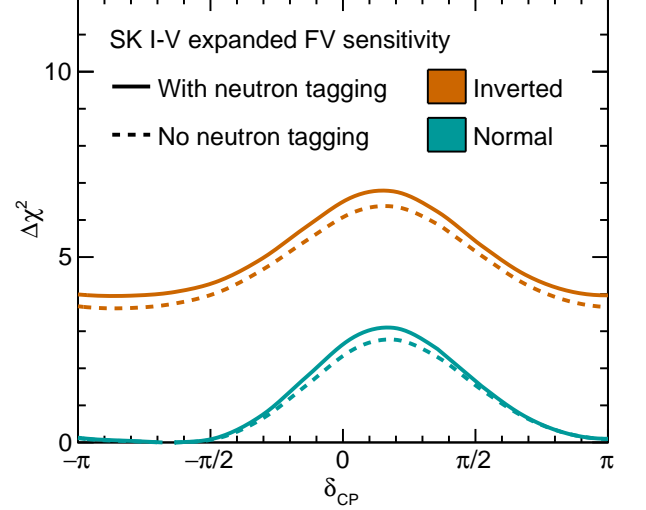 SK I-V expanded FV sensitivity
10
With neutron tagging
Inverted
No neutron tagging
Normal
Δχ²
5
0
−π
−π/2
0
π/2
π
δCP